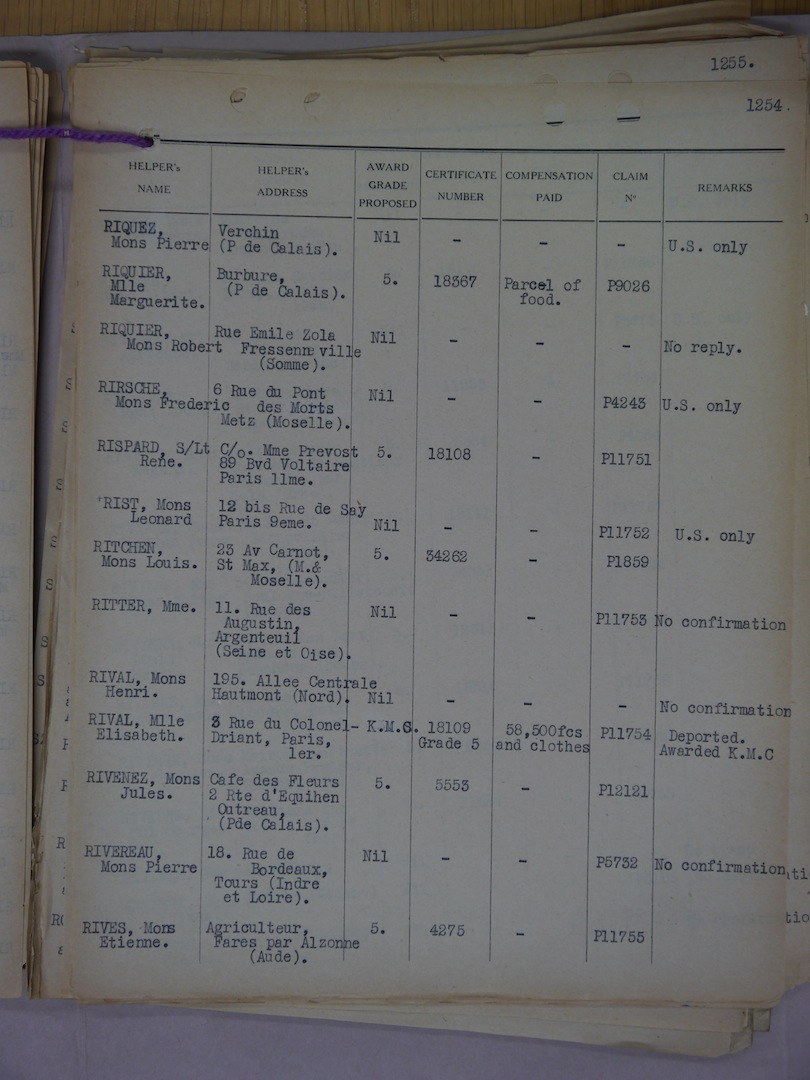 1255.
1254.
HELPER's NAME | HELPER's ADDRESS | AWARD GRADE PROPOSED | CERTIFICATE NUMBER | COMPENSATION PAID | CLAIM N° | REMARKS
RIQUEZ, Verchin Nil - - - U.S. only
Mons Pierre (P de Calais).
RIQUIER, Burbure, 5. 18367 Parcel of P9026
Mlle (P de Calais). food.
Marguerite.
RIQUIER, Rue Emile Zola Nil - - - No reply.
Mons Robert Fressenneville
(Somme).
RIRSCHE, 6 Rue du Pont Nil - - P4243 U.S. only
Mons Frederic des Morts
Metz (Moselle).
RISPARD, S/Lt C/o. Mme Prevost 5. 18108 - P11751
Rene. 89 Bvd Voltaire
Paris 11me.
RIST, Mons 12 bis Rue de Say
Leonard Paris 9eme. Nil - - P11752 U.S. only
RITCHEN, 23 Av Carnot, 5. 34262 - P1859
Mons Louis. St Max, (M.&
Moselle).
RITTER, Mme. 11. Rue des Nil - - P11753 No confirmation
Augustin,
Argenteuil
(Seine et Oise).
RIVAL, Mons 195. Allee Centrale
Henri. Hautmont (Nord). Nil - - - No confirmation
RIVAL, Mlle 3 Rue du Colonel- K.M.C. 18109 58,500fcs P11754 Deported.
Elisabeth. Driant, Paris, Grade 5 and clothes Awarded K.M.C
1er.
RIVENEZ, Mons Cafe des Fleurs 5. 5553 - P12121
Jules. 2 Rte d'Equihen
Outreau,
(Pde Calais).
RIVEREAU, 18. Rue de Nil - - P5732 No confirmation
Mons Pierre Bordeaux,
Tours (Indre
et Loire).
RIVES, Mons Agriculteur, 5. 4275 - P11755
Etienne. Fares par Alzonne
(Aude).